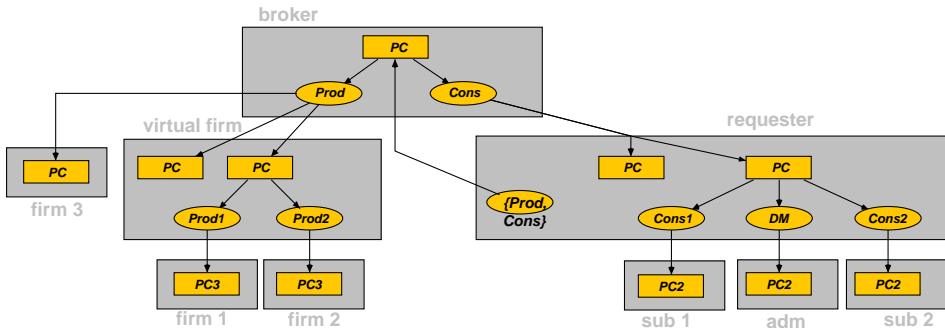 broker
PC
Prod
Cons
virtual firm
requester
PC
PC
PC
PC
PC
firm 3
{Prod,
Cons}
Prod1
Prod2
Cons1
DM
Cons2
PC3
PC3
PC2
PC2
PC2
firm 1
firm 2
sub 1
adm
sub 2